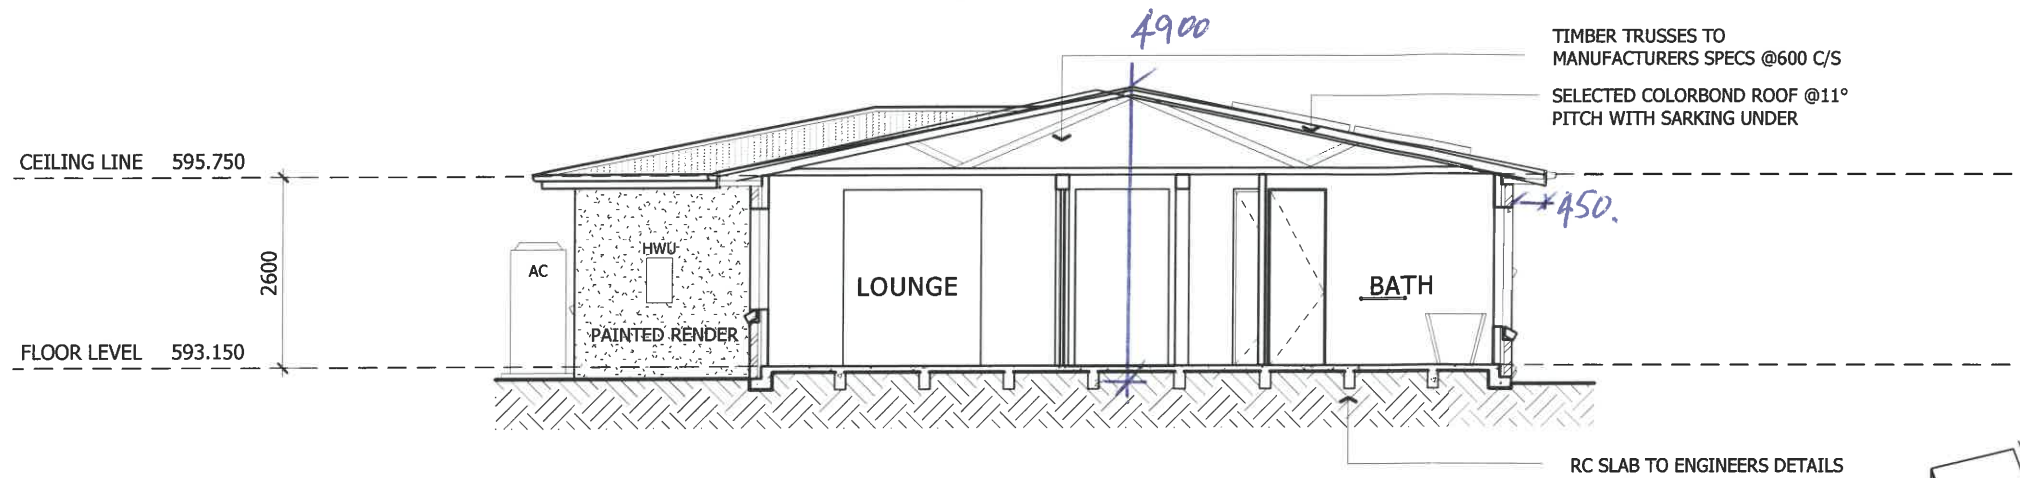 4900
TIMBER TRUSSES TO
MANUFACTURERS SPECS @600 C/S
SELECTED COLORBOND ROOF @11°
PITCH WITH SARKING UNDER
CEILING LINE 595.750
450.
2600
HWU
AC
LOUNGE
BATH
PAINTED RENDER
FLOOR LEVEL 593.150
RC SLAB TO ENGINEERS DETAILS